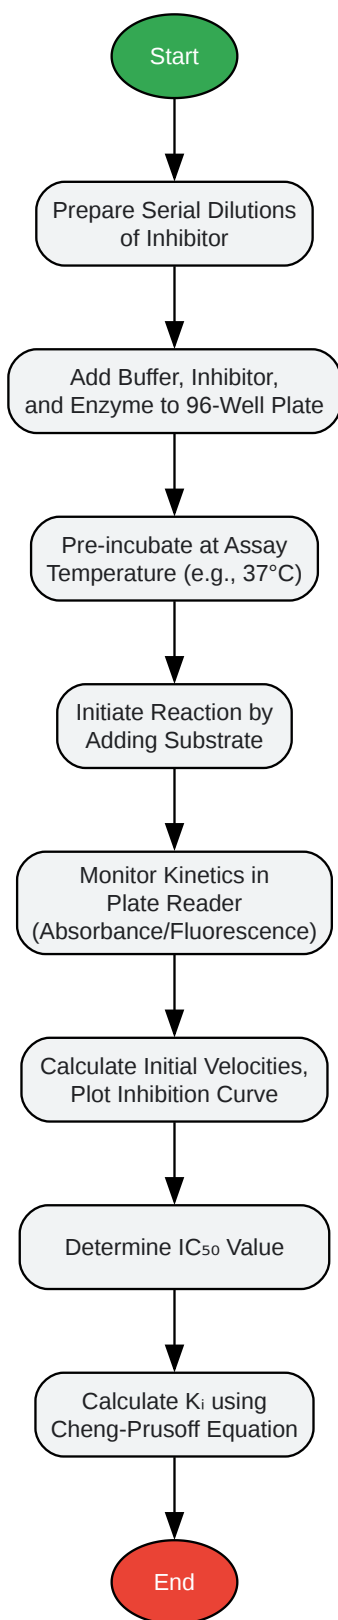 Start
Prepare Serial Dilutions
of Inhibitor
Add Buffer, Inhibitor,
and Enzyme to 96-Well Plate
Pre-incubate at Assay
Temperature (e.g., 37°C)
Initiate Reaction by
Adding Substrate
Monitor Kinetics in
Plate Reader
(Absorbance/Fluorescence)
Calculate Initial Velocities,
Plot Inhibition Curve
Determine IC₅₀ Value
Calculate Kᵢ using
Cheng-Prusoff Equation
End